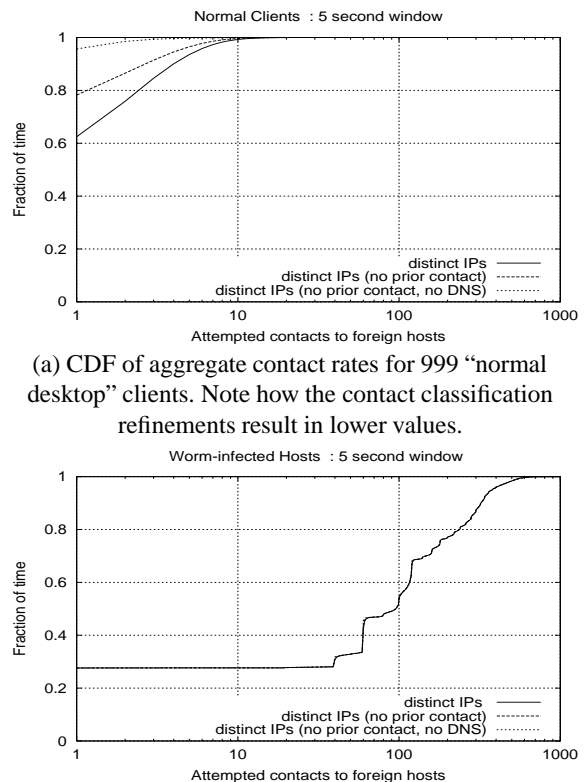 Normal Clients : 5 second window
1
0.8
0.6
0.4
0.2
0
Fraction of time
distinct IPs
distinct IPs (no prior contact)
distinct IPs (no prior contact, no DNS)
1 10 100 1000
Attempted contacts to foreign hosts
(a) CDF of aggregate contact rates for 999 “normal
desktop” clients. Note how the contact classification
refinements result in lower values.
Worm-infected Hosts : 5 second window
1
0.8
0.6
0.4
0.2
0
Fraction of time
distinct IPs
distinct IPs (no prior contact)
distinct IPs (no prior contact, no DNS)
1 10 100 1000
Attempted contacts to foreign hosts